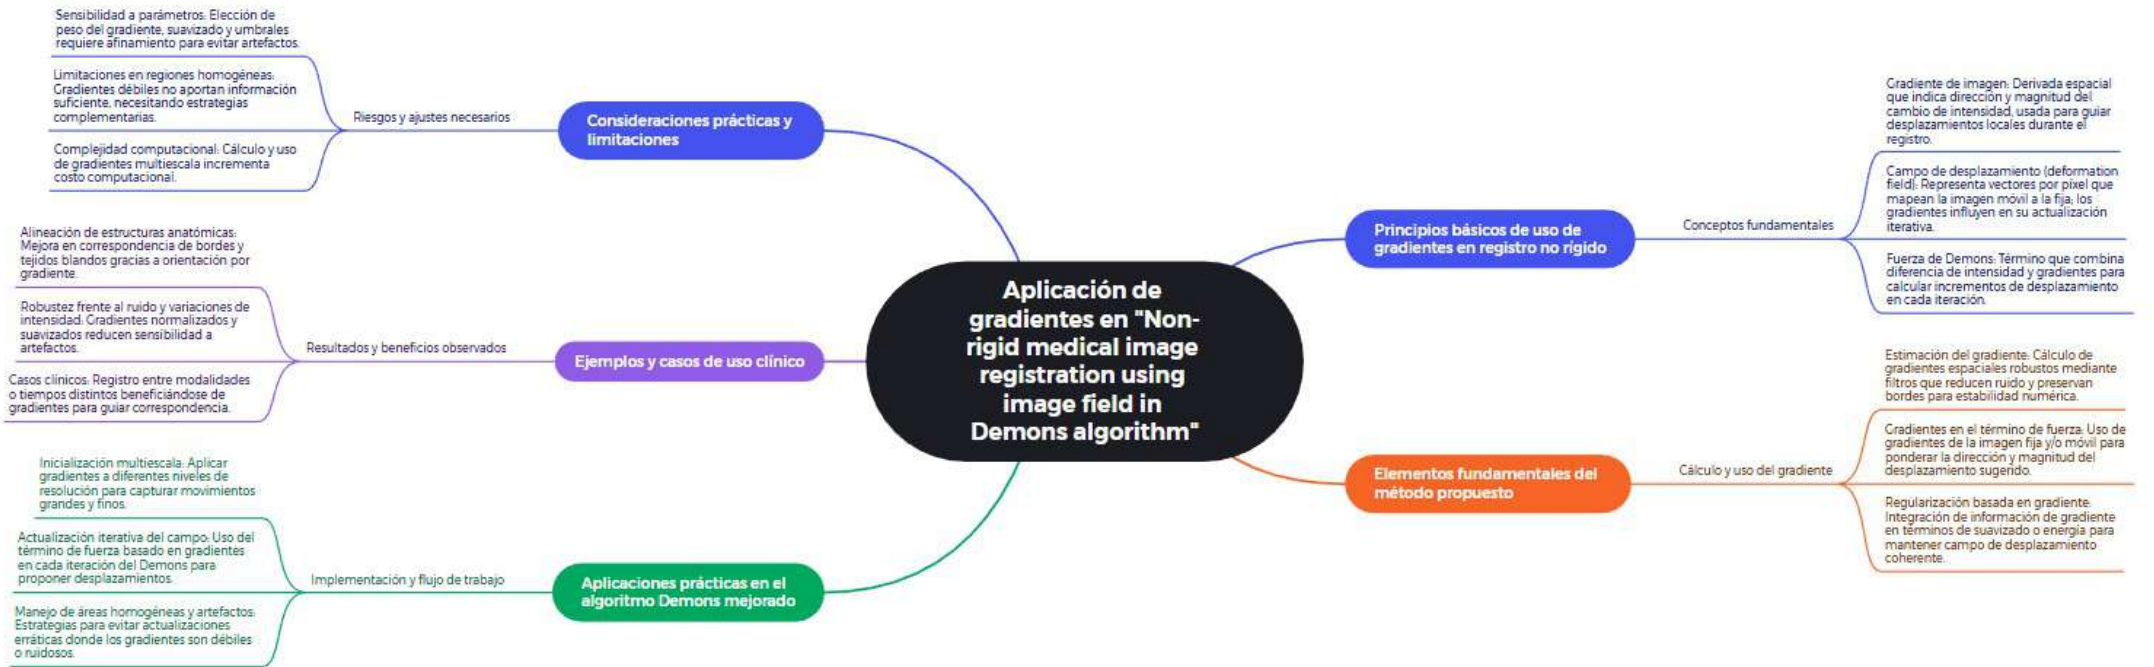 Aplicación de
gradientes en "Non-
rigid medical image
registration using
image field in
Demons algorithm"
Principios básicos de uso de
gradientes en registro no rígido
Conceptos fundamentales
Gradiente de imagen: Derivada espacial
que indica dirección y magnitud del
cambio de intensidad, usada para guiar
desplazamientos locales durante el
registro.
Campo de desplazamiento (deformation
field): Representa vectores por píxel que
mapean la imagen móvil a la fija; los
gradientes influyen en su actualización
iterativa.
Fuerza de Demons: Término que combina
diferencia de intensidad y gradientes para
calcular incrementos de desplazamiento
en cada iteración.
Elementos fundamentales del
método propuesto
Cálculo y uso del gradiente
Estimación del gradiente: Cálculo de
gradientes espaciales robustos mediante
filtros que reducen ruido y preservan
bordes para estabilidad numérica.
Gradientes en el término de fuerza: Uso de
gradientes de la imagen fija y/o móvil para
ponderar la dirección y magnitud del
desplazamiento sugerido.
Regularización basada en gradiente:
Integración de información de gradiente
en términos de suavizado o energía para
mantener campo de desplazamiento
coherente.
Consideraciones prácticas y
limitaciones
Riesgos y ajustes necesarios
Sensibilidad a parámetros: Elección de
peso del gradiente, suavizado y umbrales
requiere afinamiento para evitar artefactos.
Limitaciones en regiones homogéneas:
Gradientes débiles no aportan información
suficiente, necesitando estrategias
complementarias.
Complejidad computacional: Cálculo y uso
de gradientes multiescala incrementa
costo computacional.
Ejemplos y casos de uso clínico
Resultados y beneficios observados
Alineación de estructuras anatómicas:
Mejora en correspondencia de bordes y
tejidos blandos gracias a orientación por
gradiente.
Robustez frente al ruido y variaciones de
intensidad: Gradientes normalizados y
suavizados reducen sensibilidad a
artefactos.
Casos clínicos: Registro entre modalidades
o tiempos distintos beneficiándose de
gradientes para guiar correspondencia.
Aplicaciones prácticas en el
algoritmo Demons mejorado
Implementación y flujo de trabajo
Inicialización multiescala: Aplicar
gradientes a diferentes niveles de
resolución para capturar movimientos
grandes y finos.
Actualización iterativa del campo: Uso del
término de fuerza basado en gradientes
en cada iteración del Demons para
proponer desplazamientos.
Manejo de áreas homogéneas y artefactos:
Estrategias para evitar actualizaciones
erráticas donde los gradientes son débiles
o ruidosos.